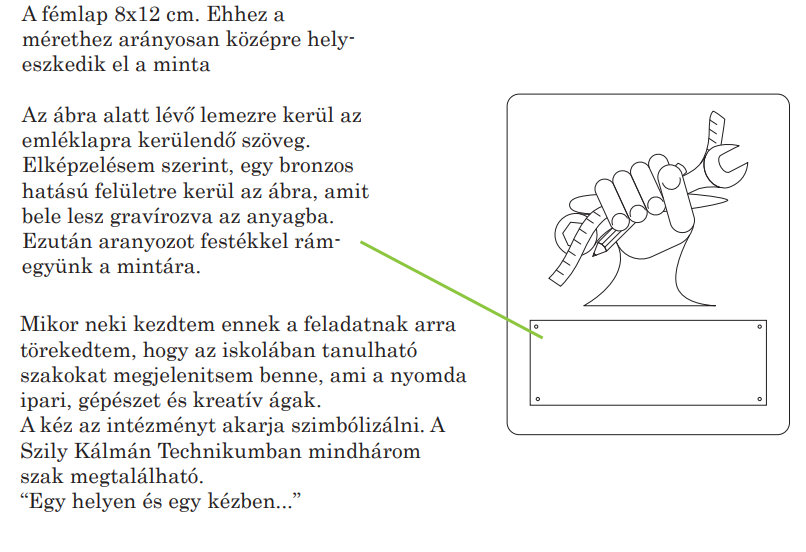 A fémlap 8x12 cm. Ehhez a
mérethez arányosan középre hely-
eszkedik el a minta
Az ábra alatt lévő lemezre kerül az
emléklapra kerülendő szöveg.
Elképzelésem szerint, egy bronzos
hatású felületre kerül az ábra, amit
bele lesz gravírozva az anyagba.
Ezután aranyozot festékkel rám-
együnk a mintára.
Mikor neki kezdtem ennek a feladatnak arra
törekedtem, hogy az iskolában tanulható
szakokat megjelenitsem benne, ami a nyomda
ipari, gépészet és kreatív ágak.
A kéz az intézményt akarja szimbólizálni. A
Szily Kálmán Technikumban mindhárom
szak megtalálható.
“Egy helyen és egy kézben...”